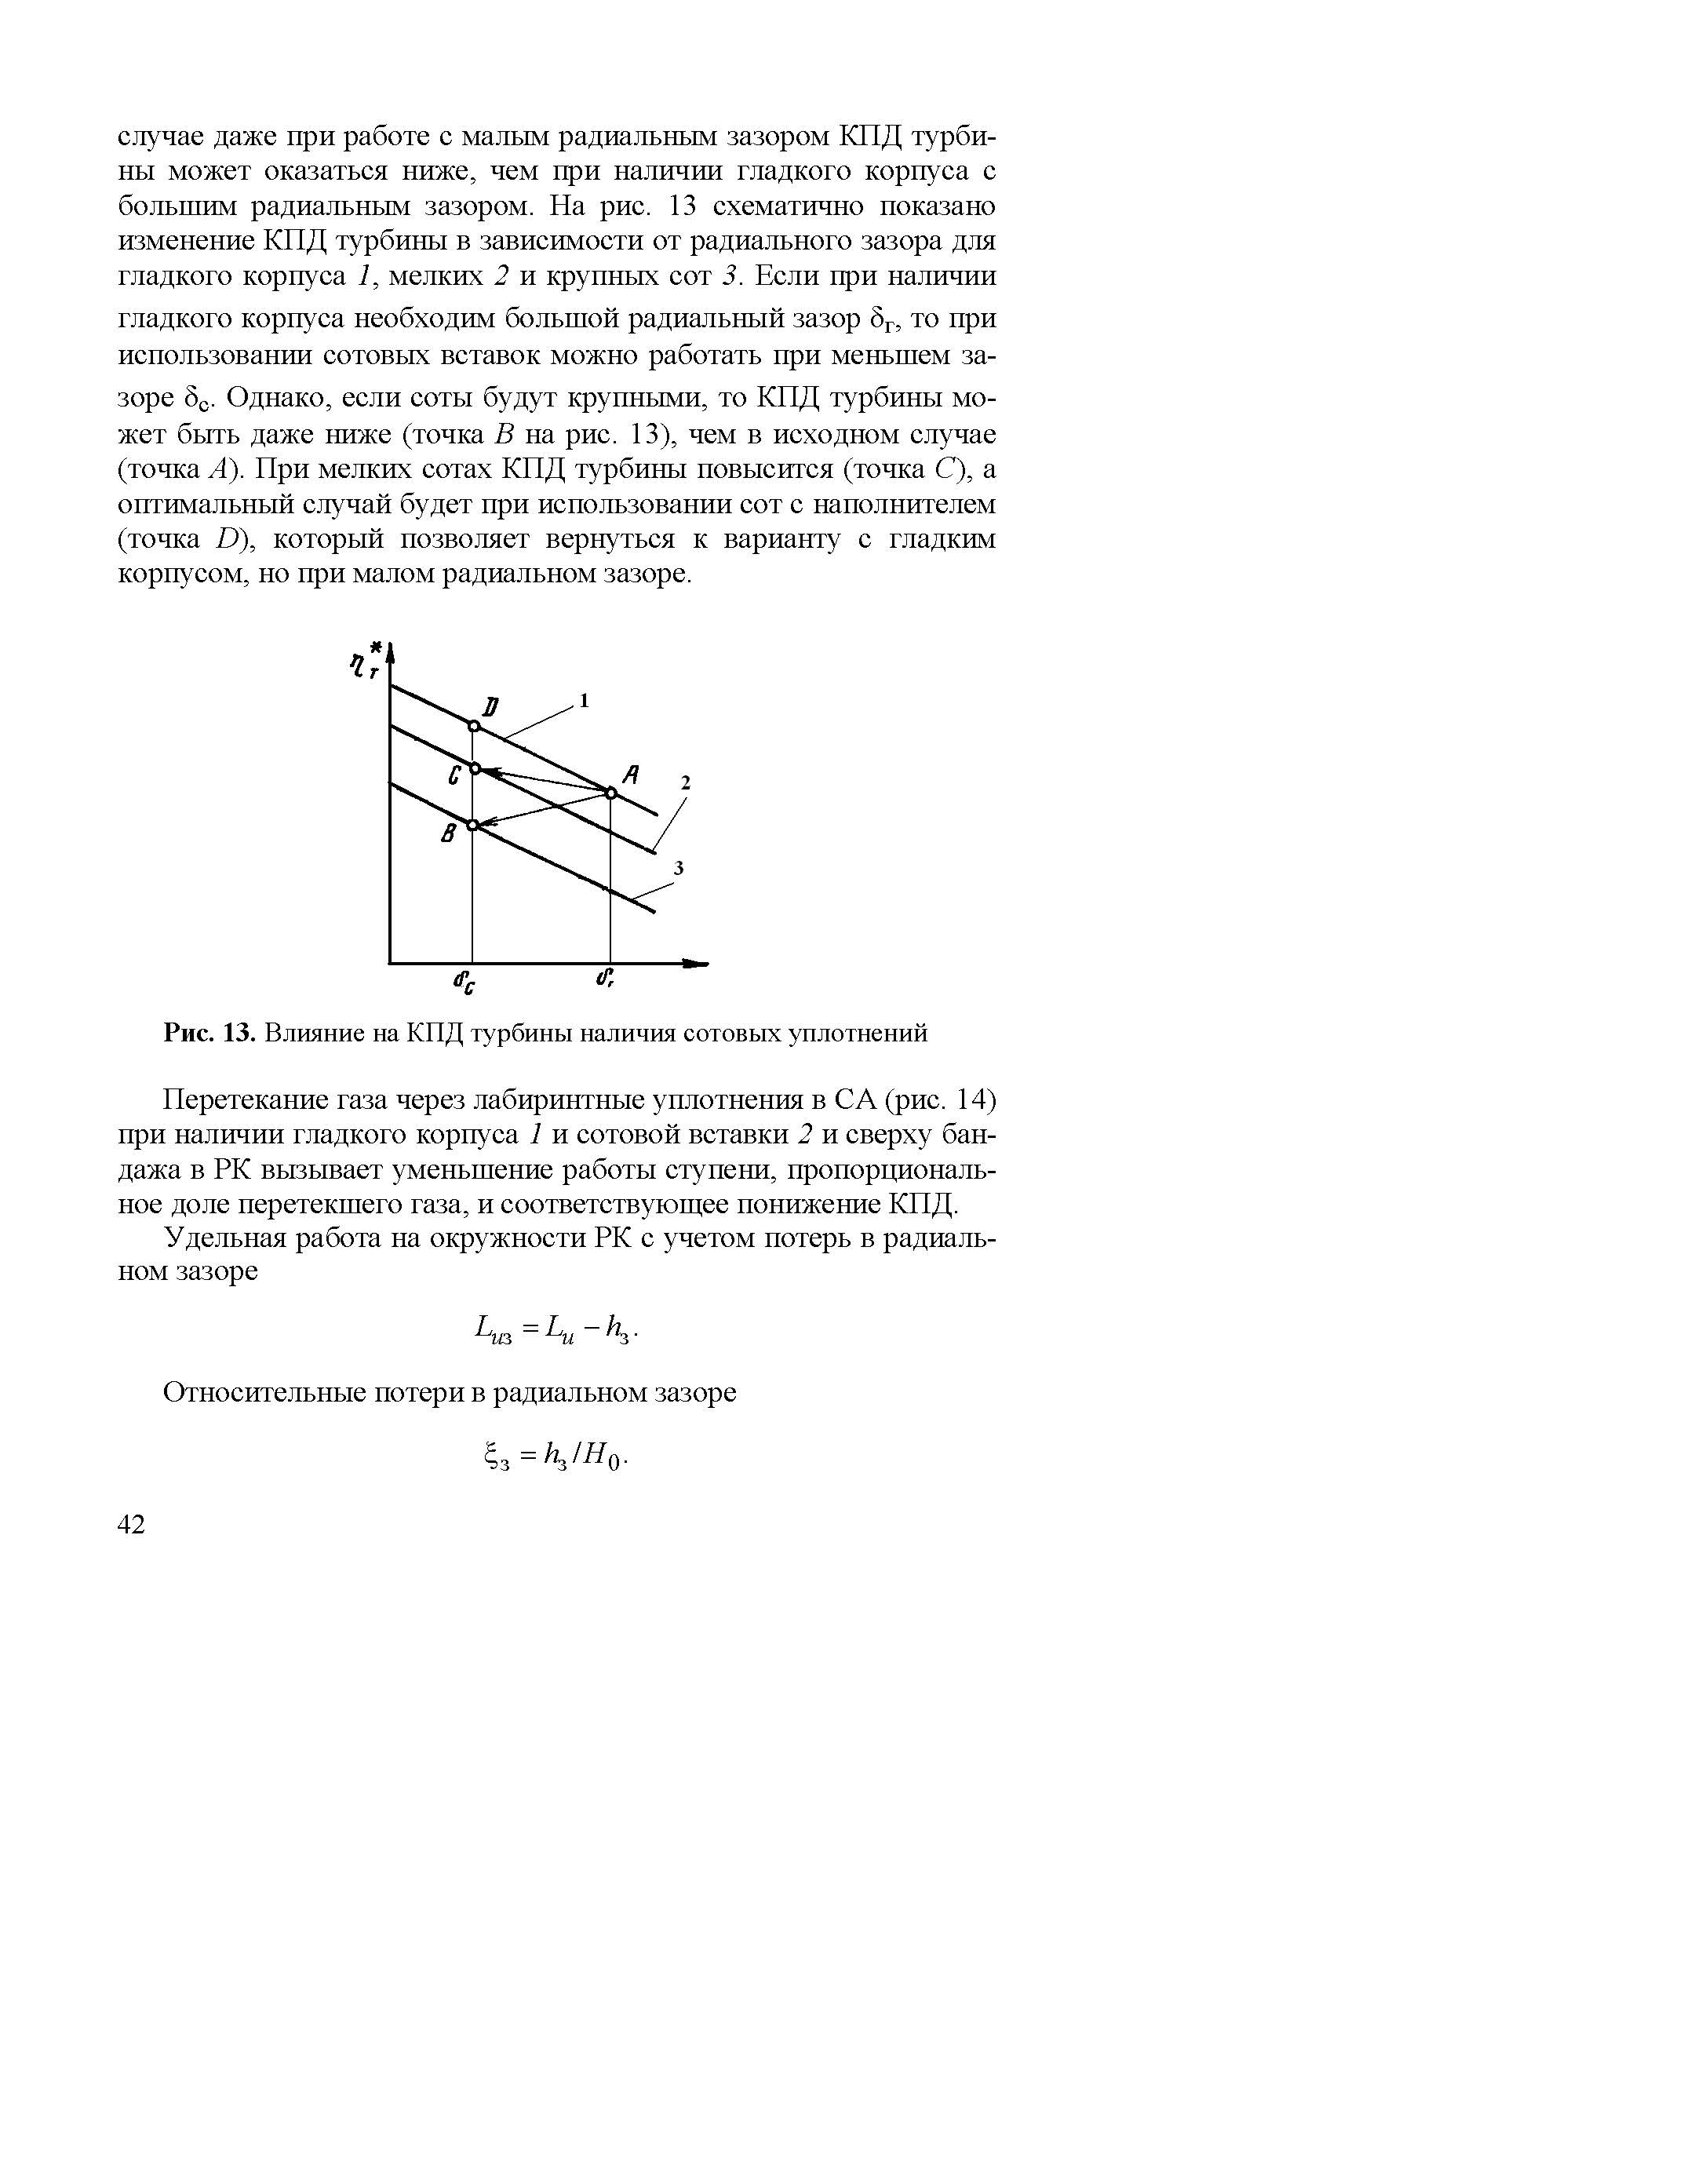 случае даже при работе с малым радиальным зазором КПД турби-
ны может оказаться ниже, чем при наличии гладкого корпуса с
большим радиальным зазором. На рис. 13 схематично показано
изменение КПД турбины в зависимости от радиального зазора для
гладкого корпуса 1, мелких 2 и крупных сот 3. Если при наличии
гладкого корпуса необходим большой радиальный зазор δг, то при
использовании сотовых вставок можно работать при меньшем за-
зоре δс. Однако, если соты будут крупными, то КПД турбины мо-
жет быть даже ниже (точка B на рис. 13), чем в исходном случае
(точка A). При мелких сотах КПД турбины повысится (точка C), а
оптимальный случай будет при использовании сот с наполнителем
(точка D), который позволяет вернуться к варианту с гладким
корпусом, но при малом радиальном зазоре.
η*т
D
1
C
A
2
B
3
δс
δг
Рис. 13. Влияние на КПД турбины наличия сотовых уплотнений
Перетекание газа через лабиринтные уплотнения в СА (рис. 14)
при наличии гладкого корпуса 1 и сотовой вставки 2 и сверху бан-
дажа в РК вызывает уменьшение работы ступени, пропорциональ-
ное доле перетекшего газа, и соответствующее понижение КПД.
Удельная работа на окружности РК с учетом потерь в радиаль-
ном зазоре
Lиз = Lи − hз.
Относительные потери в радиальном зазоре
ξз = hз/H0.
42